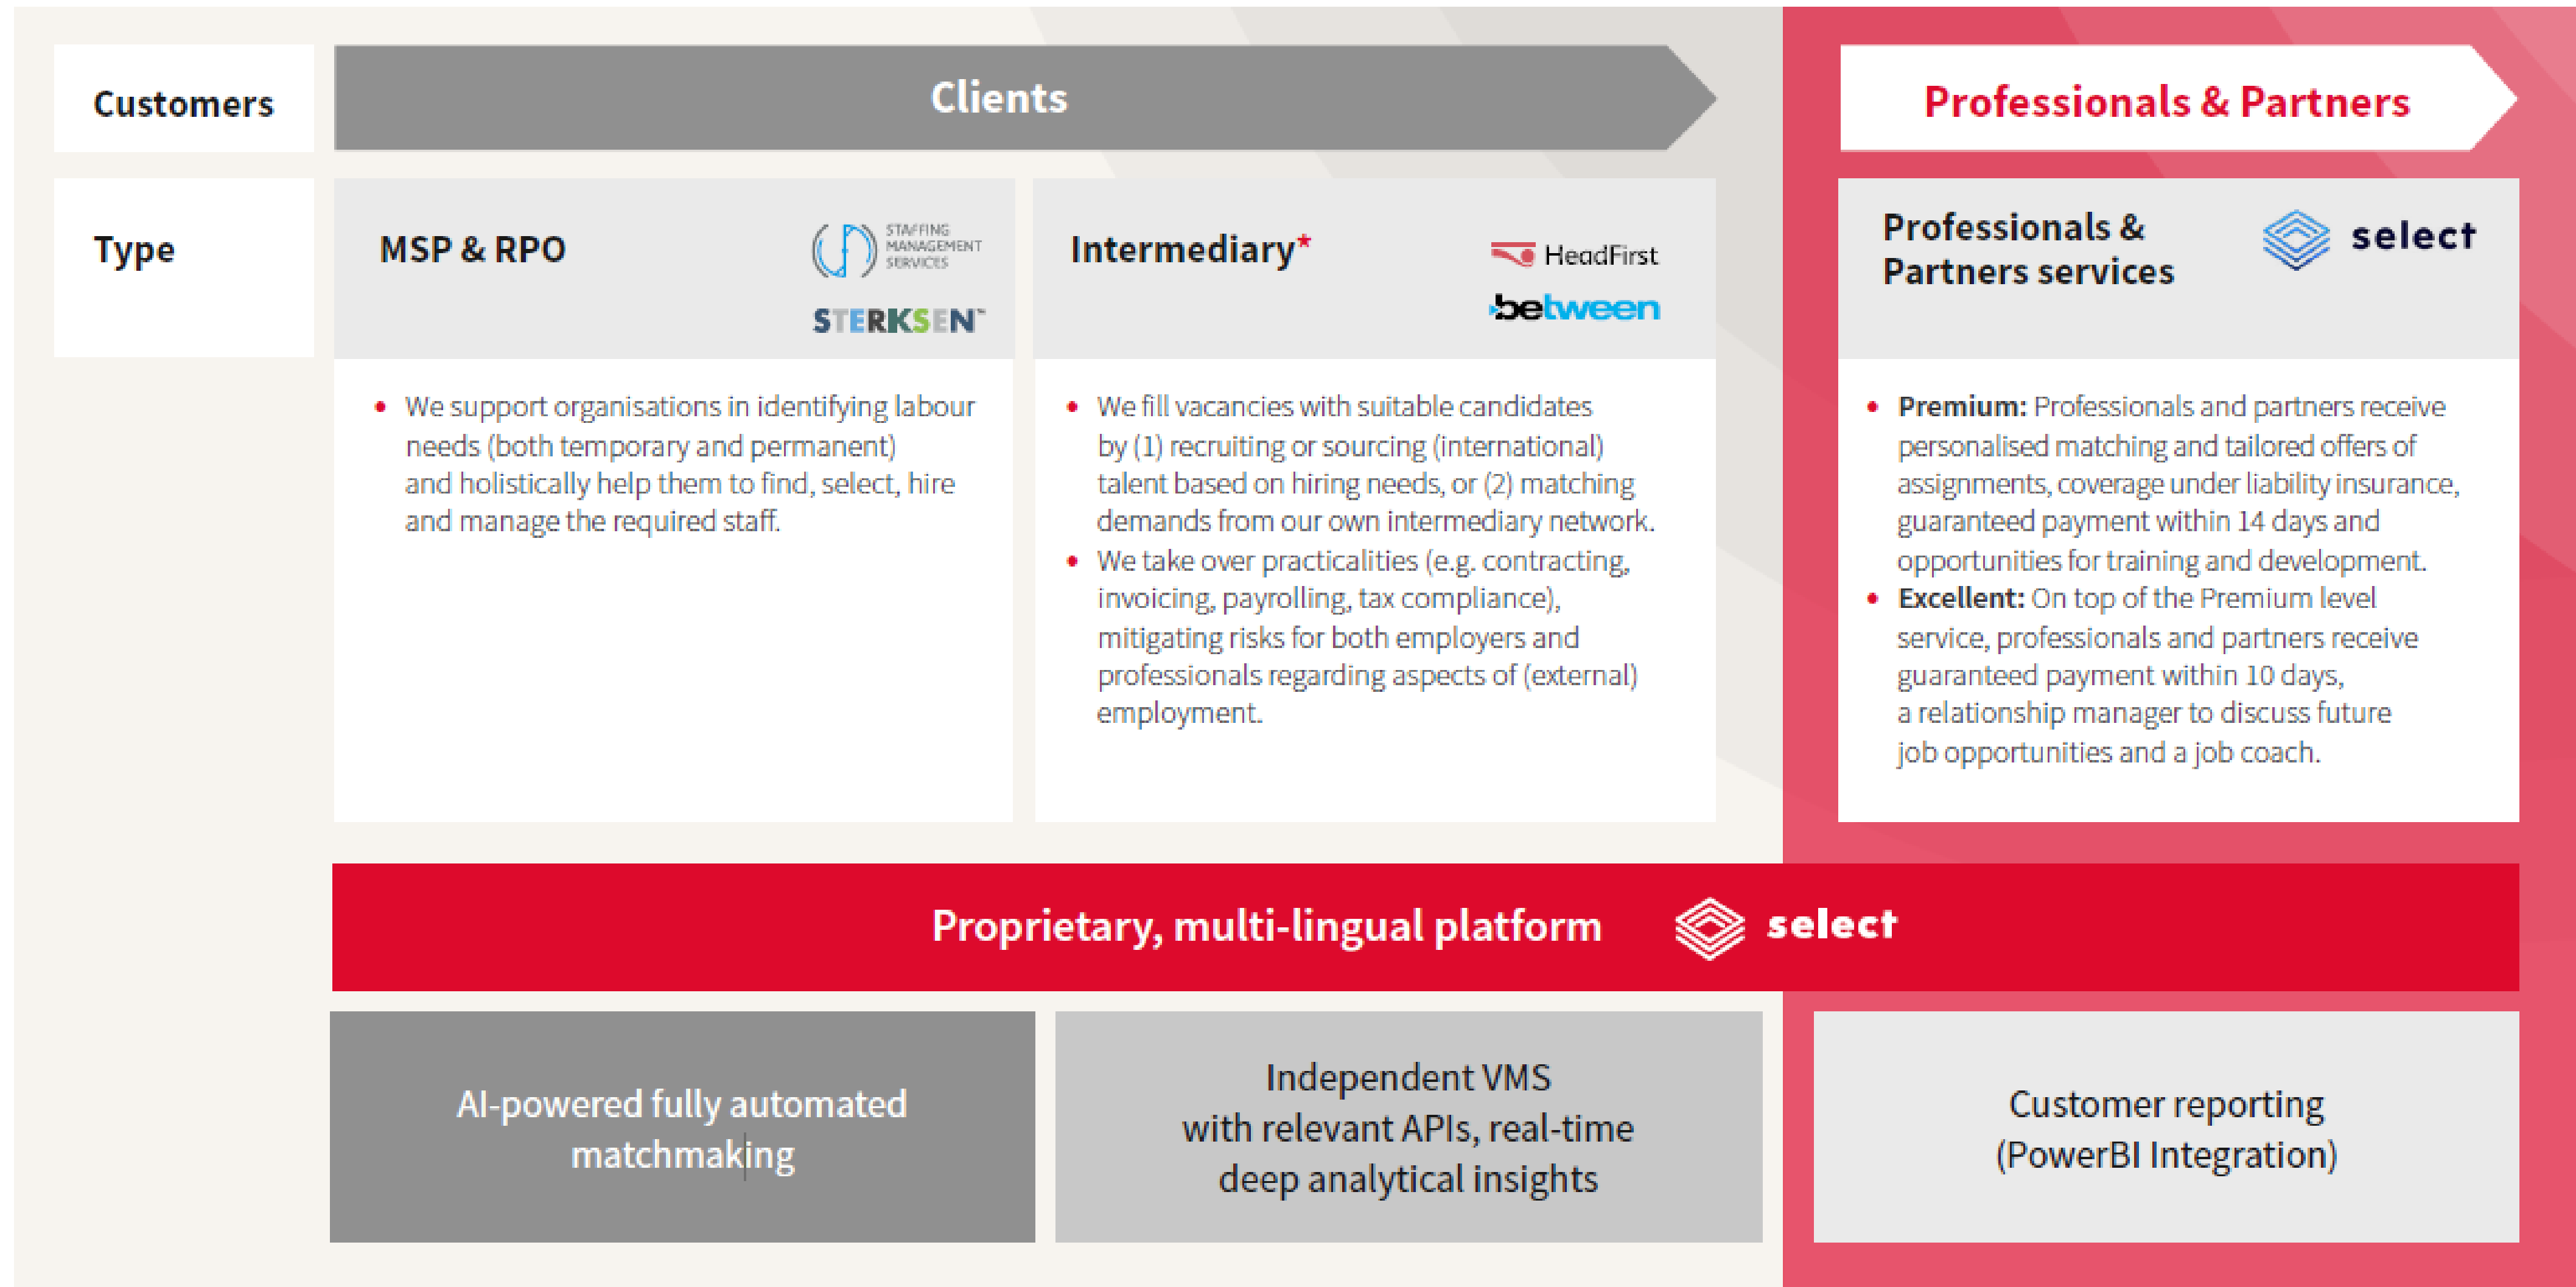 Customers
Clients
Professionals & Partners
Type
MSP & RPO
STAFFING
MANAGEMENT
SERVICES
STERKSEN™
Intermediary*
HeadFirst
between
Professionals &
Partners services
select
• We support organisations in identifying labour
needs (both temporary and permanent)
and holistically help them to find, select, hire
and manage the required staff.
• We fill vacancies with suitable candidates
by (1) recruiting or sourcing (international)
talent based on hiring needs, or (2) matching
demands from our own intermediary network.
• We take over practicalities (e.g. contracting,
invoicing, payrolling, tax compliance),
mitigating risks for both employers and
professionals regarding aspects of (external)
employment.
• Premium: Professionals and partners receive
personalised matching and tailored offers of
assignments, coverage under liability insurance,
guaranteed payment within 14 days and
opportunities for training and development.
• Excellent: On top of the Premium level
service, professionals and partners receive
guaranteed payment within 10 days,
a relationship manager to discuss future
job opportunities and a job coach.
Proprietary, multi-lingual platform
select
AI-powered fully automated
matchmaking
Independent VMS
with relevant APIs, real-time
deep analytical insights
Customer reporting
(PowerBI Integration)